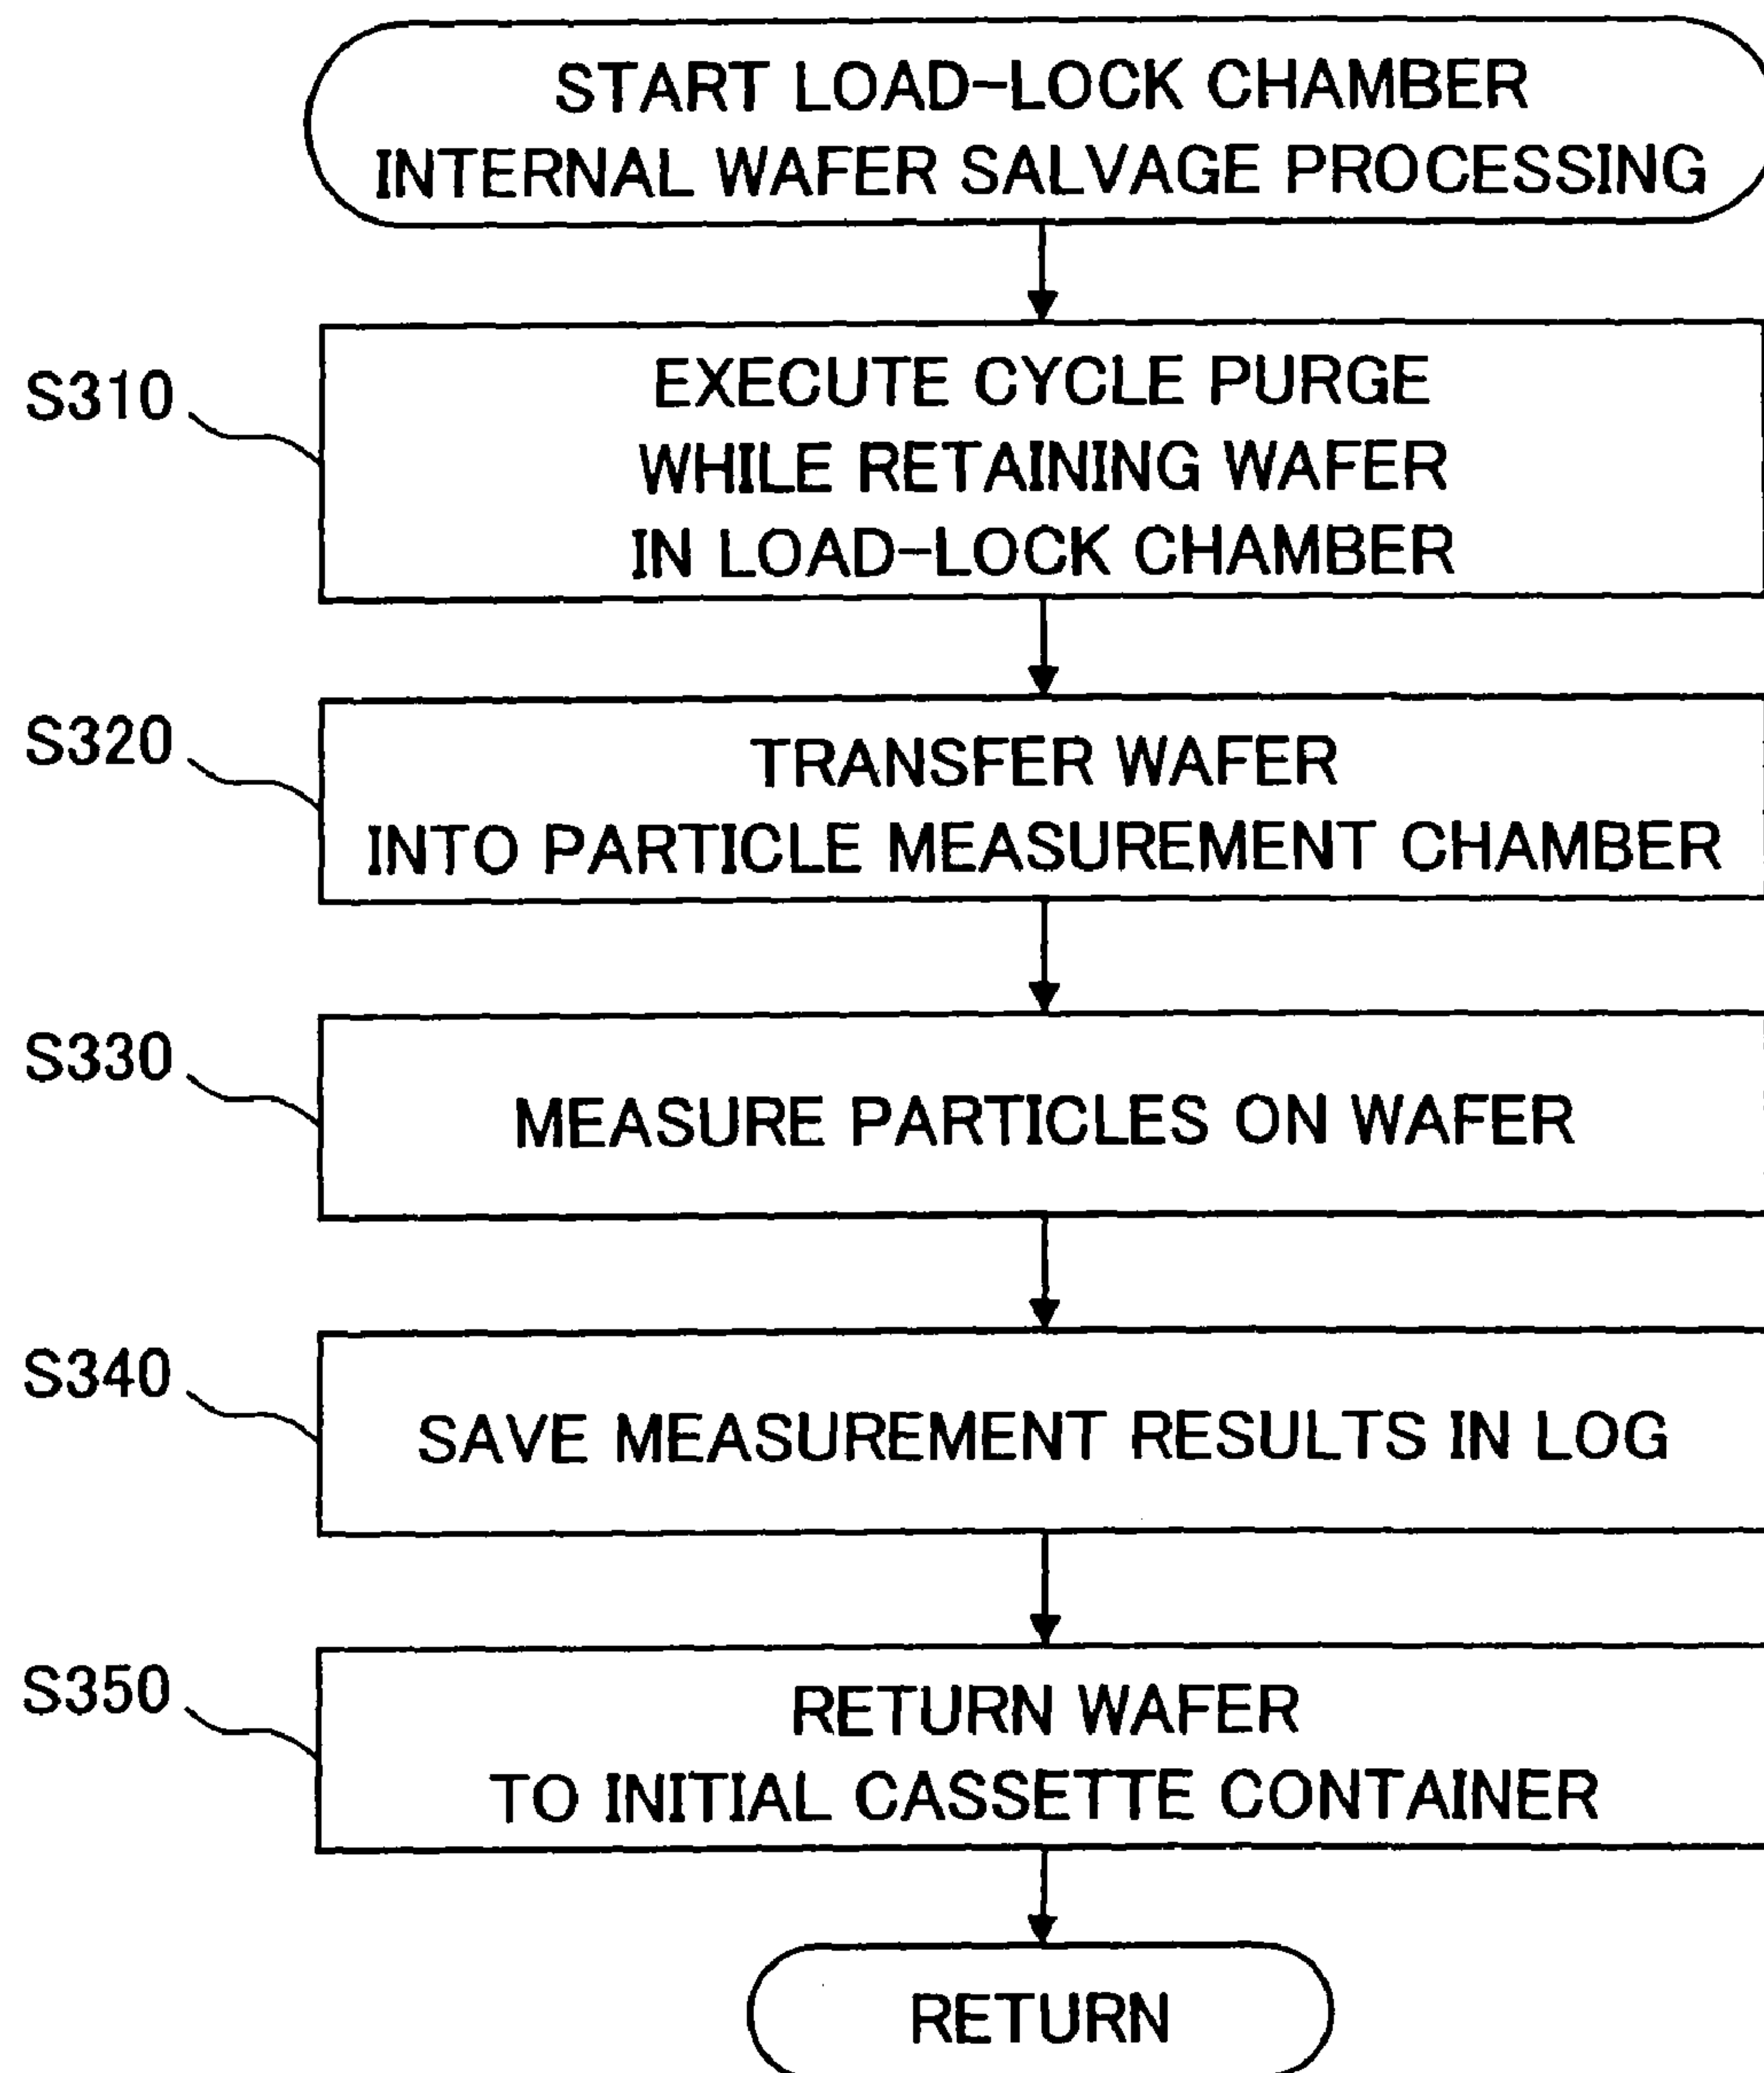 START LOAD-LOCK CHAMBER
INTERNAL WAFER SALVAGE PROCESSING
S310
EXECUTE CYCLE PURGE
WHILE RETAINING WAFER
IN LOAD-LOCK CHAMBER
S320
TRANSFER WAFER
INTO PARTICLE MEASUREMENT CHAMBER
S330
MEASURE PARTICLES ON WAFER
S340
SAVE MEASUREMENT RESULTS IN LOG
S350
RETURN WAFER
TO INITIAL CASSETTE CONTAINER
RETURN